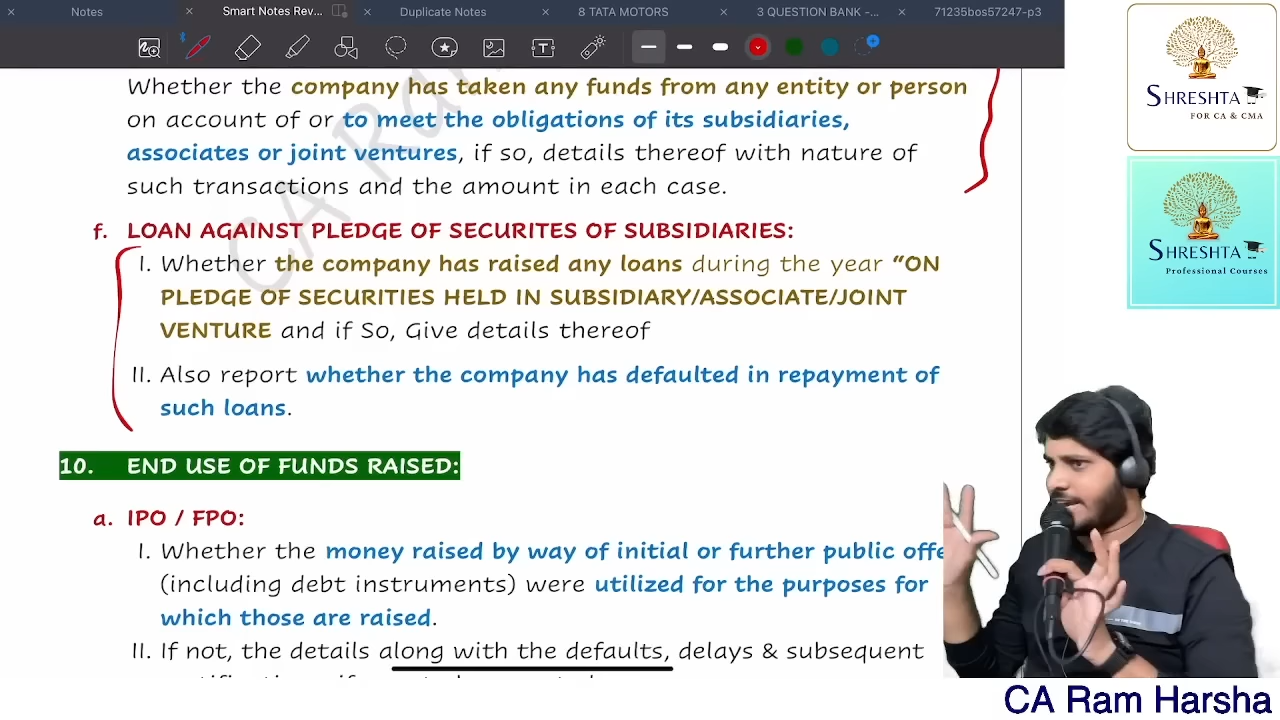 Notes
Smart Notes Rev...
Duplicate Notes
8 TATA MOTORS
3 QUESTION BANK -...
71235bos57247-p3
Whether the company has taken any funds from any entity or person
on account of or to meet the obligations of its subsidiaries,
associates or joint ventures, if so, details thereof with nature of
such transactions and the amount in each case.
f. LOAN AGAINST PLEDGE OF SECURITES OF SUBSIDIARIES:
I. Whether the company has raised any loans during the year “ON
PLEDGE OF SECURITIES HELD IN SUBSIDIARY/ASSOCIATE/JOINT
VENTURE and if So, Give details thereof
II. Also report whether the company has defaulted in repayment of
such loans.
10. END USE OF FUNDS RAISED:
a. IPO / FPO:
I. Whether the money raised by way of initial or further public offe
(including debt instruments) were utilized for the purposes for
which those are raised.
II. If not, the details along with the defaults, delays & subsequent
CA Ra
SHRESHTA
FOR CA & CMA
SHRESHTA
Professional Courses
CA Ram Harsha